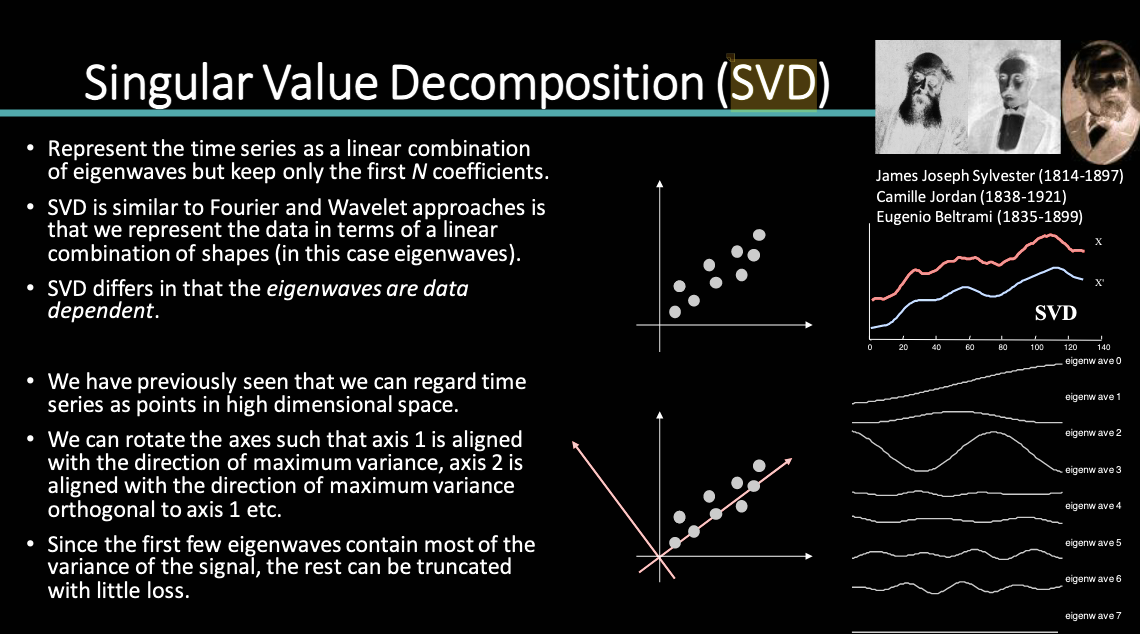 Singular Value Decomposition (SVD)
• Represent the time series as a linear combination
of eigenwaves but keep only the first N coefficients.
• SVD is similar to Fourier and Wavelet approaches is
that we represent the data in terms of a linear
combination of shapes (in this case eigenwaves).
• SVD differs in that the eigenwaves are data
dependent.
• We have previously seen that we can regard time
series as points in high dimensional space.
• We can rotate the axes such that axis 1 is aligned
with the direction of maximum variance, axis 2 is
aligned with the direction of maximum variance
orthogonal to axis 1 etc.
• Since the first few eigenwaves contain most of the
variance of the signal, the rest can be truncated
with little loss.
James Joseph Sylvester (1814-1897)
Camille Jordan (1838-1921)
Eugenio Beltrami (1835-1899)
X
X'
SVD
0 20 40 60 80 100 120 140
eigenwave 0
eigenwave 1
eigenwave 2
eigenwave 3
eigenwave 4
eigenwave 5
eigenwave 6
eigenwave 7